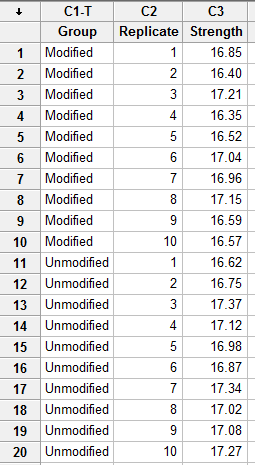 ↓ C1-T C2 C3
Group Replicate Strength
1 Modified 1 16.85
2 Modified 2 16.40
3 Modified 3 17.21
4 Modified 4 16.35
5 Modified 5 16.52
6 Modified 6 17.04
7 Modified 7 16.96
8 Modified 8 17.15
9 Modified 9 16.59
10 Modified 10 16.57
11 Unmodified 1 16.62
12 Unmodified 2 16.75
13 Unmodified 3 17.37
14 Unmodified 4 17.12
15 Unmodified 5 16.98
16 Unmodified 6 16.87
17 Unmodified 7 17.34
18 Unmodified 8 17.02
19 Unmodified 9 17.08
20 Unmodified 10 17.27